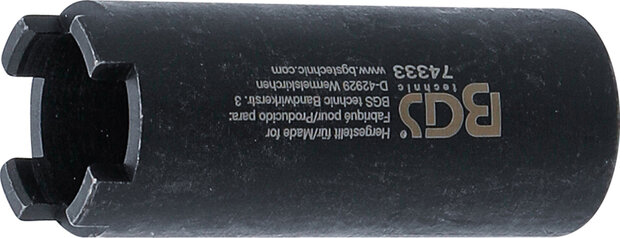 BGS
technic
74333
Hergestellt für/Made for
Fabriqué pour/Producido para:
BGS technic Bandwirkerstr. 3
D-42929 Wermelskirchen
www.bgstechnic.com